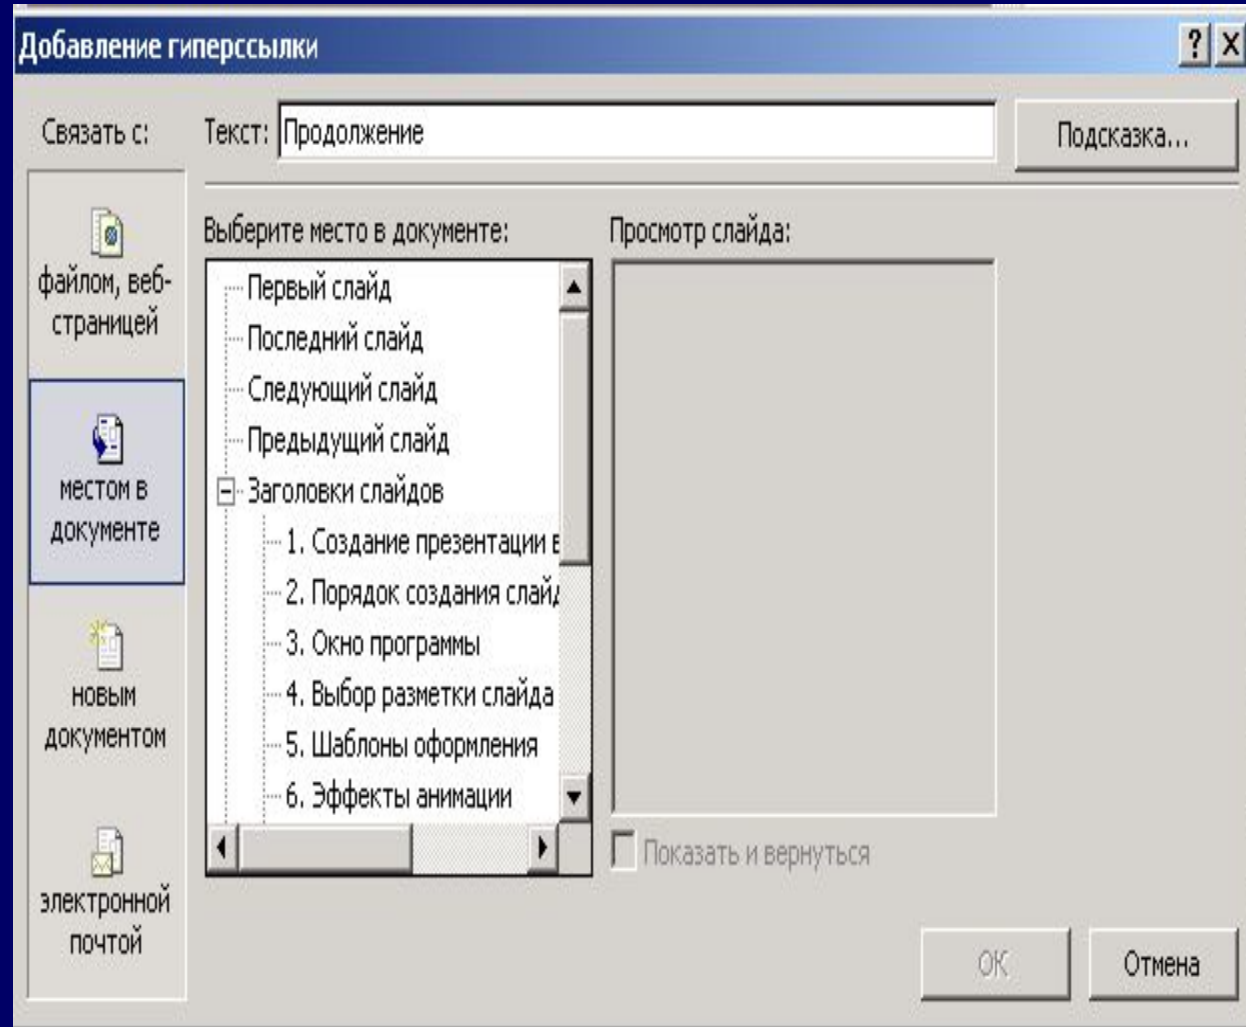 Добавление гиперссылки
Связать с:
Текст: Продолжение
Подсказка...
файлом, веб-
страницей
местом в
документе
новым
документом
электронной
почтой
Выберите место в документе:
Первый слайд
Последний слайд
Следующий слайд
Предыдущий слайд
Заголовки слайдов
1. Создание презентации в
2. Порядок создания слайд
3. Окно программы
4. Выбор разметки слайда
5. Шаблоны оформления
6. Эффекты анимации
Просмотр слайда:
Показать и вернуться
ОК
Отмена